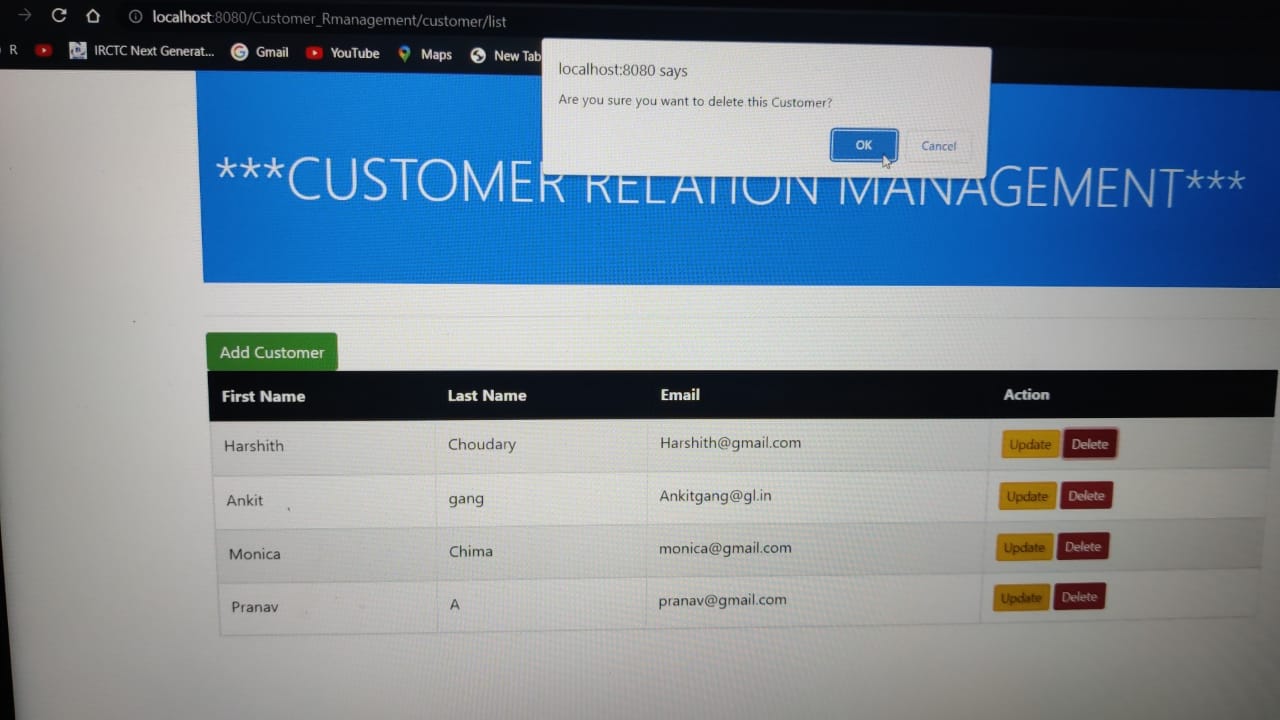 localhost:8080/Customer_Rmanagement/customer/list
R IRCTC Next Generat... Gmail YouTube Maps New Tab
localhost:8080 says
Are you sure you want to delete this Customer?
OK Cancel
***CUSTOMER RELATION MANAGEMENT***
Add Customer
First Name Last Name Email Action
Harshith Choudary Harshith@gmail.com Update Delete
Ankit gang Ankitgang@gl.in Update Delete
Monica Chima monica@gmail.com Update Delete
Pranav A pranav@gmail.com Update Delete